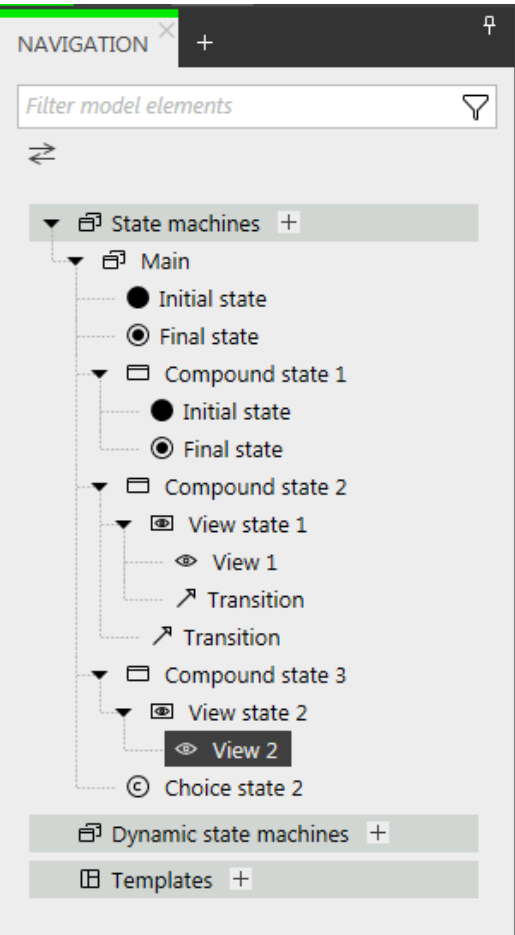 NAVIGATION
Filter model elements
State machines
Main
Initial state
Final state
Compound state 1
Initial state
Final state
Compound state 2
View state 1
View 1
Transition
Transition
Compound state 3
View state 2
View 2
© Choice state 2
Dynamic state machines
Templates